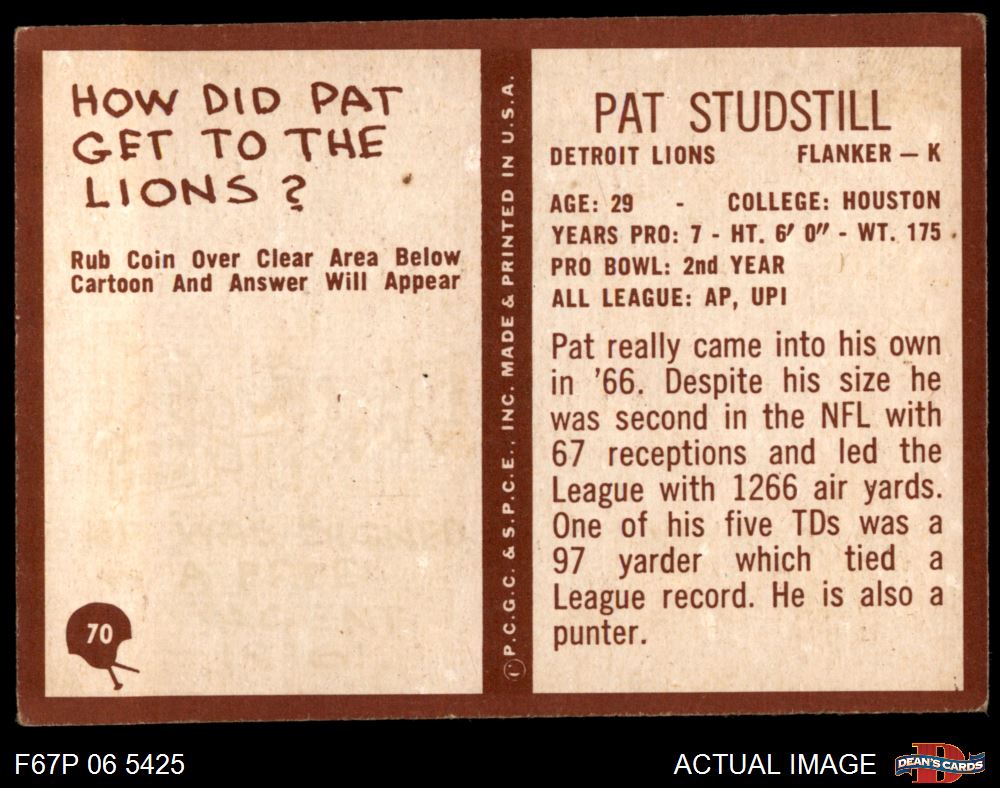 HOW DID PAT
GET TO THE
LIONS?
Rub Coin Over Clear Area Below
Cartoon And Answer Will Appear
70
© P.C.G.C. & S.P.C.E., INC. MADE & PRINTED IN U.S.A.
PAT STUDSTILL
DETROIT LIONS FLANKER — K
AGE: 29 - COLLEGE: HOUSTON
YEARS PRO: 7 - HT. 6' 0" - WT. 175
PRO BOWL: 2nd YEAR
ALL LEAGUE: AP, UPI
Pat really came into his own
in '66. Despite his size he
was second in the NFL with
67 receptions and led the
League with 1266 air yards.
One of his five TDs was a
97 yarder which tied a
League record. He is also a
punter.
F67P 06 5425
ACTUAL IMAGE
DEAN'S CARDS